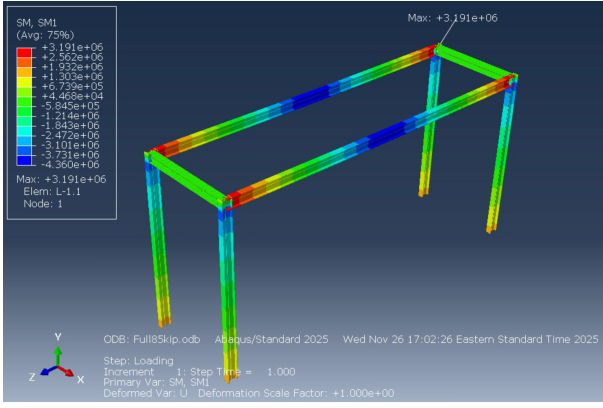 SM, SM1
(Avg: 75%)
+3.191e+06
+2.562e+06
+1.932e+06
+1.303e+06
+6.739e+05
+4.468e+04
-5.845e+05
-1.214e+06
-1.843e+06
-2.472e+06
-3.101e+06
-3.731e+06
-4.360e+06
Max: +3.191e+06
Elem: L-1.1
Node: 1
Max: +3.191e+06
ODB: Full85kip.odb Abaqus/Standard 2025 Wed Nov 26 17:02:26 Eastern Standard Time 2025
Step: Loading
Increment 1: Step Time = 1.000
Primary Var: SM, SM1
Deformed Var: U Deformation Scale Factor: +1.000e+00
Y
Z
X